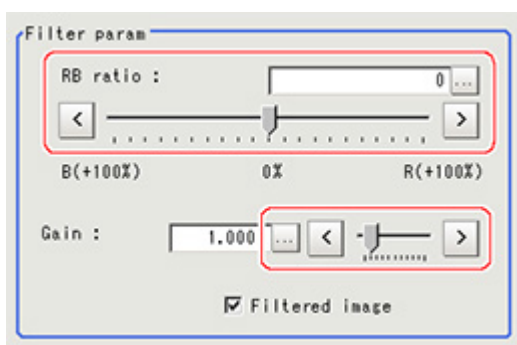 Filter param
RB ratio :
0 ...
< >
B(+100%) 0% R(+100%)
Gain : 1.000 ... < >
Filtered image